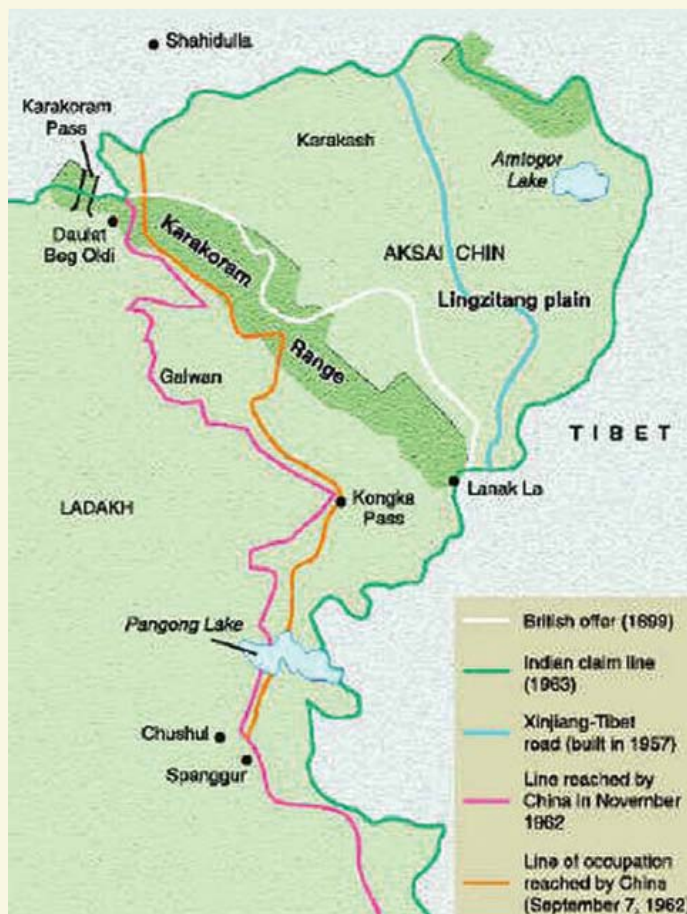 Shahidulla
Karakoram
Pass
Karakash
Amtogor
Lake
Daulat
Beg Oldi
Karakoram
Range
AKSAI CHIN
Lingzitang plain
Galwan
TIBET
Lanak La
LADAKH
Kongka
Pass
Pangong Lake
Chushul
Spanggur
British offer (1899)
Indian claim line
(1963)
Xinjiang-Tibet
road (built in 1957)
Line reached by
China in November
1962
Line of occupation
reached by China
(September 7, 1962)